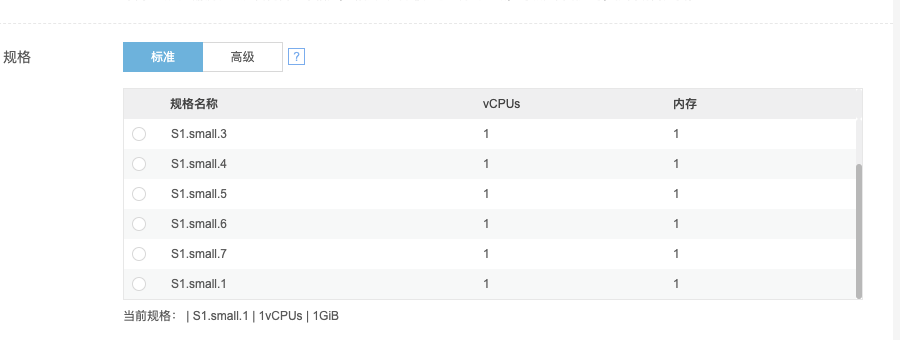 规格
标准 高级 ?
规格名称 vCPUs 内存
S1.small.3 1 1
S1.small.4 1 1
S1.small.5 1 1
S1.small.6 1 1
S1.small.7 1 1
S1.small.1 1 1
当前规格： | S1.small.1 | 1vCPUs | 1GiB